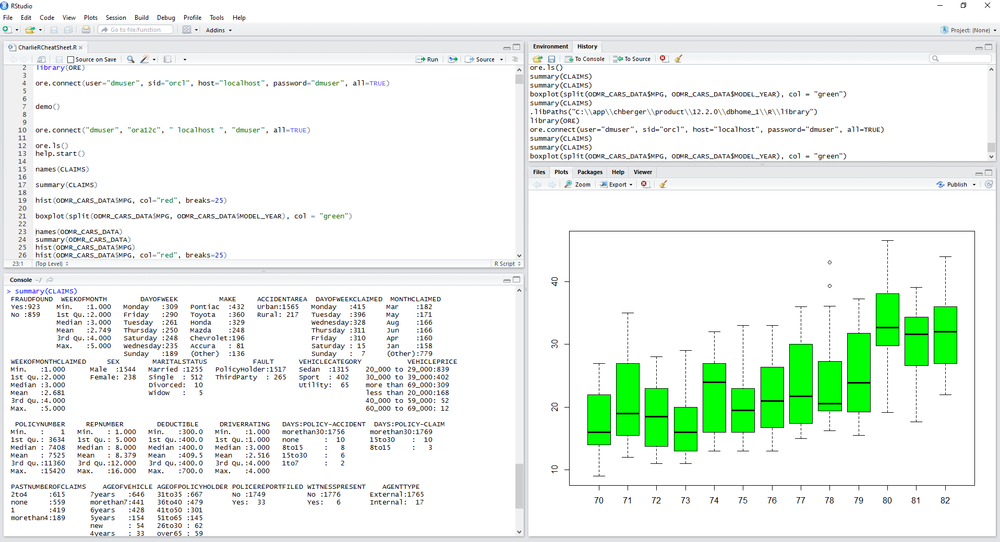 RStudio
File Edit Code View Plots Session Build Debug Profile Tools Help
Go to file/function Addins Project: (None)
CharlieRCheatSheet.R
Source on Save Run Source
2 library(ORE)
3
4 ore.connect(user="dmuser", sid="orcl", host="localhost", password="dmuser", all=TRUE)
5
6
7 demo()
8
9
10 ore.connect("dmuser", "ora12c", " localhost ", "dmuser", all=TRUE)
11
12 ore.ls()
13 help.start()
14
15 names(CLAIMS)
16
17 summary(CLAIMS)
18
19 hist(ODMR_CARS_DATA$MPG, col="red", breaks=25)
20
21 boxplot(split(ODMR_CARS_DATA$MPG, ODMR_CARS_DATA$MODEL_YEAR), col = "green")
22
23 names(ODMR_CARS_DATA)
24 summary(ODMR_CARS_DATA)
25 hist(ODMR_CARS_DATA$MPG)
26 hist(ODMR_CARS_DATA$MPG, col="red", breaks=25)
23:1 (Top Level) R Script
Console ~/
> summary(CLAIMS)
FRAUDFOUND WEEKOFMONTH DAYOFWEEK MAKE ACCIDENTAREA DAYOFWEEKCLAIMED MONTHCLAIMED
Yes:923 Min. :1.000 Monday :309 Pontiac :432 Urban:1565 Monday :415 Mar :182
No :859 1st Qu.:2.000 Friday :290 Toyota :360 Rural: 217 Tuesday :396 May :171
Median :3.000 Tuesday :261 Honda :329 Wednesday:328 Aug :166
Mean :2.749 Thursday :250 Mazda :248 Thursday :311 Jun :166
3rd Qu.:4.000 Saturday :248 Chevrolet:196 Friday :310 Apr :160
Max. :5.000 Wednesday:235 Accura : 81 Saturday : 15 Jan :158
Sunday :189 (Other) :136 Sunday : 7 (Other):779
WEEKOFMONTHCLAIMED SEX MARITALSTATUS FAULT VEHICLECATEGORY VEHICLEPRICE
Min. :1.000 Male :1544 Married :1255 PolicyHolder:1517 Sedan :1315 20_000 to 29_000:839
1st Qu.:2.000 Female: 238 Single : 512 ThirdParty : 265 Sport : 402 30_000 to 39_000:402
Median :3.000 Divorced: 10 Utility: 65 more than 69_000:309
Mean :2.681 Widow : 5 less than 20_000:168
3rd Qu.:4.000 40_000 to 59_000: 52
Max. :5.000 60_000 to 69_000: 12
POLICYNUMBER REPNUMBER DEDUCTIBLE DRIVERRATING DAYS:POLICY-ACCIDENT DAYS:POLICY-CLAIM
Min. : 1 Min. : 1.000 Min. :300.0 Min. :1.000 morethan30:1756 morethan30:1769
1st Qu.: 3634 1st Qu.: 5.000 1st Qu.:400.0 1st Qu.:1.000 none : 10 15to30 : 10
Median : 7408 Median : 8.000 Median :400.0 Median :3.000 8to15 : 8 8to15 : 3
Mean : 7525 Mean : 8.379 Mean :409.5 Mean :2.516 15to30 : 6
3rd Qu.:11360 3rd Qu.:12.000 3rd Qu.:400.0 3rd Qu.:4.000 1to7 : 2
Max. :15420 Max. :16.000 Max. :700.0 Max. :4.000
PASTNUMBEROFCLAIMS AGEOFVEHICLE AGEOFPOLICYHOLDER POLICEREPORTFILED WITNESSPRESENT AGENTTYPE
2to4 :615 7years :646 31to35 :667 No :1749 No :1776 External:1765
none :559 morethan7:441 36to40 :479 Yes: 33 Yes: 6 Internal: 17
1 :419 6years :428 41to50 :301
morethan4:189 5years :154 51to65 :145
new : 54 26to30 : 62
4years : 33 over65 : 59
Environment History
To Console To Source
ore.ls()
summary(CLAIMS)
summary(CLAIMS)
boxplot(split(ODMR_CARS_DATA$MPG, ODMR_CARS_DATA$MODEL_YEAR), col = "green")
summary(CLAIMS)
.libPaths("C:\\app\\chberger\\product\\12.2.0\\dbhome_1\\R\\library")
library(ORE)
ore.connect(user="dmuser", sid="orcl", host="localhost", password="dmuser", all=TRUE)
summary(CLAIMS)
summary(CLAIMS)
boxplot(split(ODMR_CARS_DATA$MPG, ODMR_CARS_DATA$MODEL_YEAR), col = "green")
Files Plots Packages Help Viewer
Zoom Export Publish
40
30
20
10
70 71 72 73 74 75 76 77 78 79 80 81 82